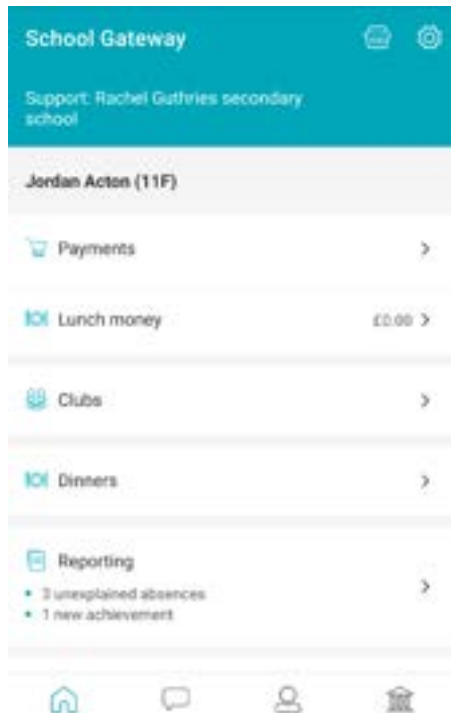 School Gateway
Support: Rachel Guthries secondary
school
Jordan Acton (11F)
Payments
Lunch money £0.00
Clubs
Dinners
Reporting
• 3 unexplained absences
• 1 new achievement